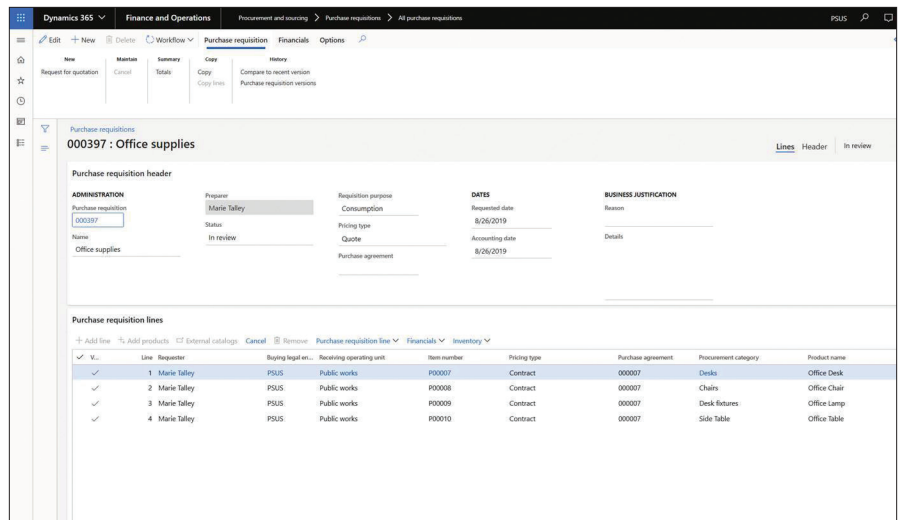 Dynamics 365 Finance and Operations Procurement and sourcing > Purchase requisitions > All purchase requisitions PSUS
Edit + New Delete Workflow Purchase requisition Financials Options
New Maintain Summary Copy History
Request for quotation Cancel Totals Copy Compare to recent version
Copy lines Purchase requisition versions
Purchase requisitions
000397 : Office supplies
Lines Header In review
Purchase requisition header
ADMINISTRATION Preparer Requisition purpose DATES BUSINESS JUSTIFICATION
Purchase requisition Marie Talley Consumption Requested date Reason
000397 Status Pricing type 8/26/2019
Name In review Quote Accounting date Details
Office supplies Purchase agreement 8/26/2019
Purchase requisition lines
+ Add line Add products External catalogs Cancel Remove Purchase requisition line Financials Inventory
V... Line Requester Buying legal en... Receiving operating unit Item number Pricing type Purchase agreement Procurement category Product name
1 Marie Talley PSUS Public works P00007 Contract 000007 Desks Office Desk
2 Marie Talley PSUS Public works P00008 Contract 000007 Chairs Office Chair
3 Marie Talley PSUS Public works P00009 Contract 000007 Desk fixtures Office Lamp
4 Marie Talley PSUS Public works P00010 Contract 000007 Side Table Office Table